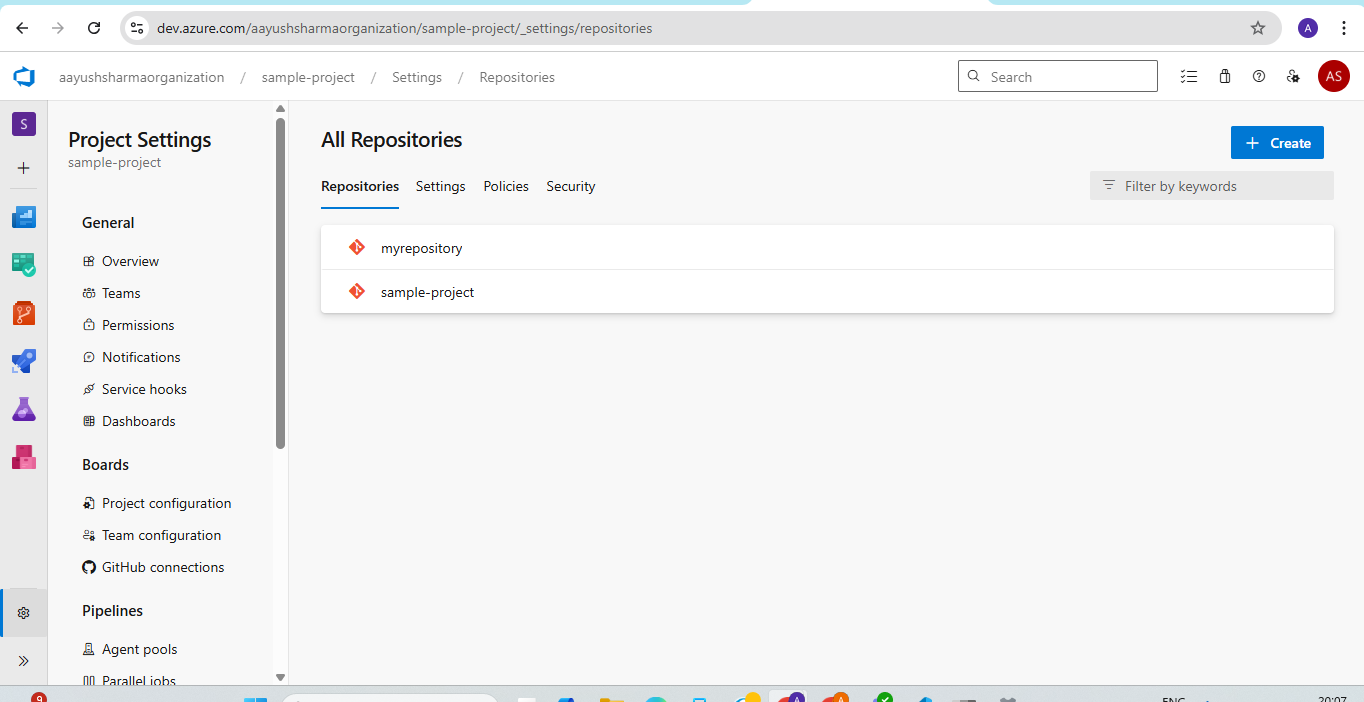 dev.azure.com/aayushsharmaorganization/sample-project/_settings/repositories
A
aayushsharmaorganization / sample-project / Settings / Repositories
Search
AS
S
Project Settings
sample-project
General
Overview
Teams
Permissions
Notifications
Service hooks
Dashboards
Boards
Project configuration
Team configuration
GitHub connections
Pipelines
Agent pools
Parallel jobs
All Repositories
+ Create
Repositories Settings Policies Security
Filter by keywords
myrepository
sample-project
9
A
A
ENG
20:07